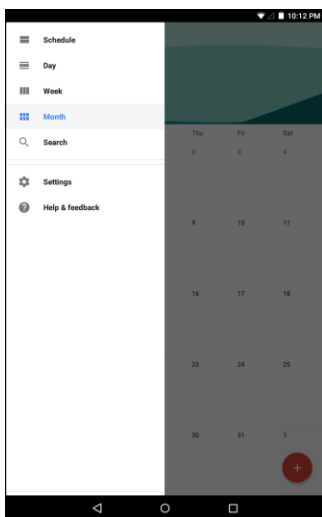 10:12 PM
Schedule
Day
Week
Month
Search
Settings
Help & feedback
Thu Fri Sat
2 3 4
9 10 11
16 17 18
23 24 25
30 31 1